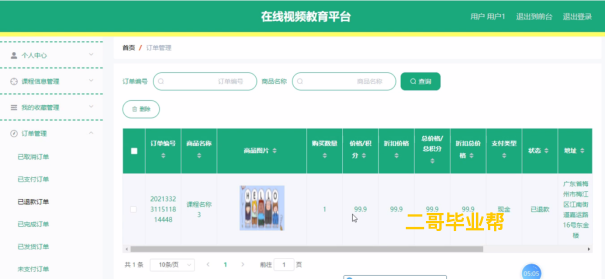 在线视频教育平台
用户 用户1 退出到前台 退出登录
个人中心
课程信息管理
我的收藏管理
订单管理
已取消订单
已支付订单
已退款订单
已完成订单
已发货订单
未支付订单
首页 / 订单管理
订单编号 订单编号 商品名称 商品名称 查询
删除
订单编号 商品名称 商品图片 购买数量 价格/积分 折扣价格 总价格/总积分 折扣总价格 支付类型 状态 地址
2021332311511814448 课程名称3 1 99.9 99.9 99.9 99.9 现金 已退款 广东省梅州市梅江区江南街道嘉应路16号东金楼
二哥毕业帮
共 1 条 10条/页 1 前往 1 页
05:05